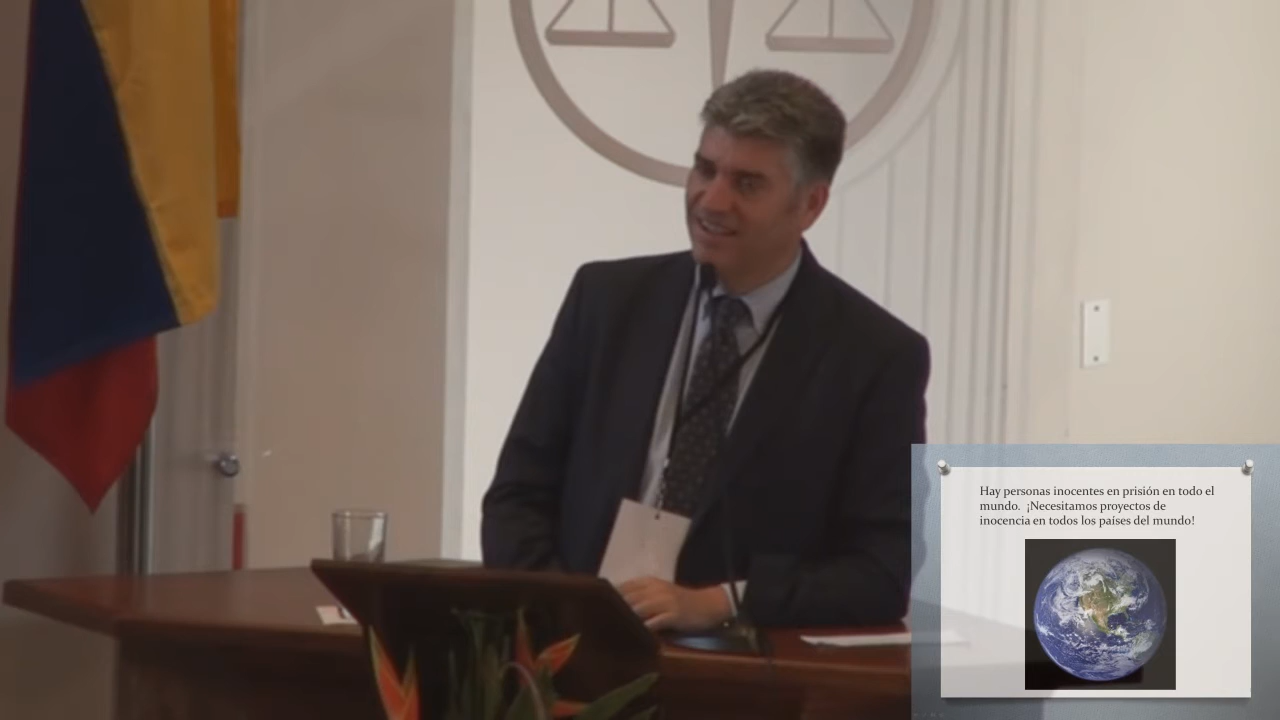 Hay personas inocentes en prisión en todo el
mundo.  ¡Necesitamos proyectos de
inocencia en todos los países del mundo!